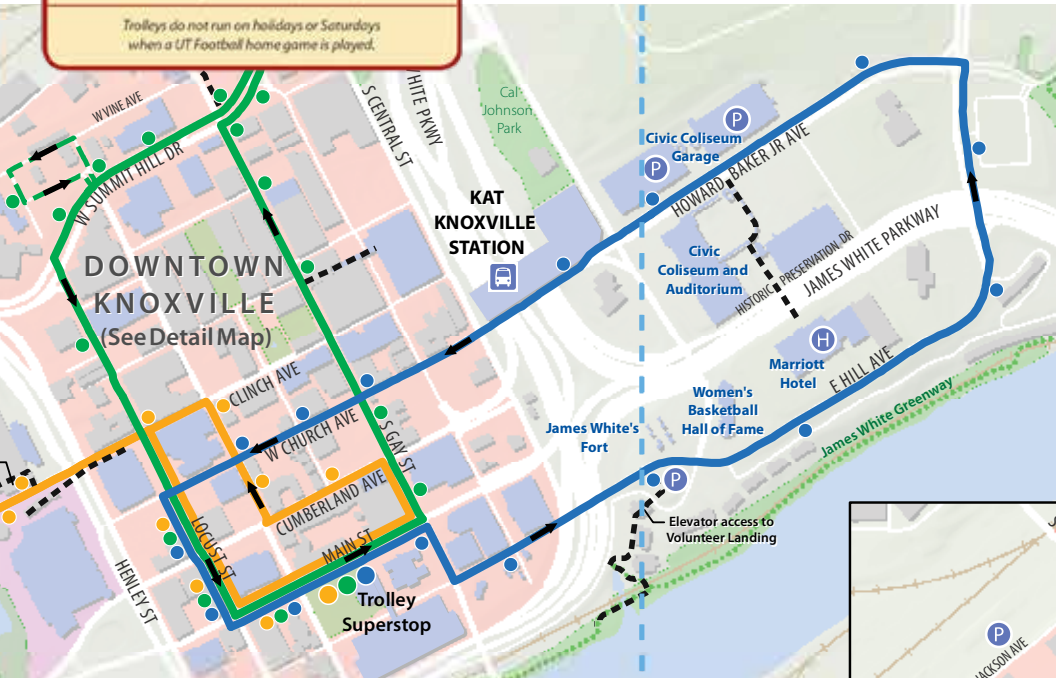 Trolleys do not run on holidays or Saturdays
when a UT Football home game is played.
W VINE AVE
W SUMMIT HILL DR
S CENTRAL ST
WHITE PKWY
Cal
Johnson
Park
KAT
KNOXVILLE
STATION
Civic Coliseum
Garage
P
P
HOWARD BAKER JR AVE
Civic
Coliseum and
Auditorium
HISTORIC PRESERVATION DR
JAMES WHITE PARKWAY
DOWNTOWN
KNOXVILLE
(See Detail Map)
H
Marriott
Hotel
E HILL AVE
CLINCH AVE
W CHURCH AVE
S GAY ST
Women's
Basketball
Hall of Fame
James White's
Fort
James White Greenway
P
CUMBERLAND AVE
MAIN ST
LOCUST ST
HENLEY ST
Elevator access to
Volunteer Landing
Trolley
Superstop
P
JACKSON AVE